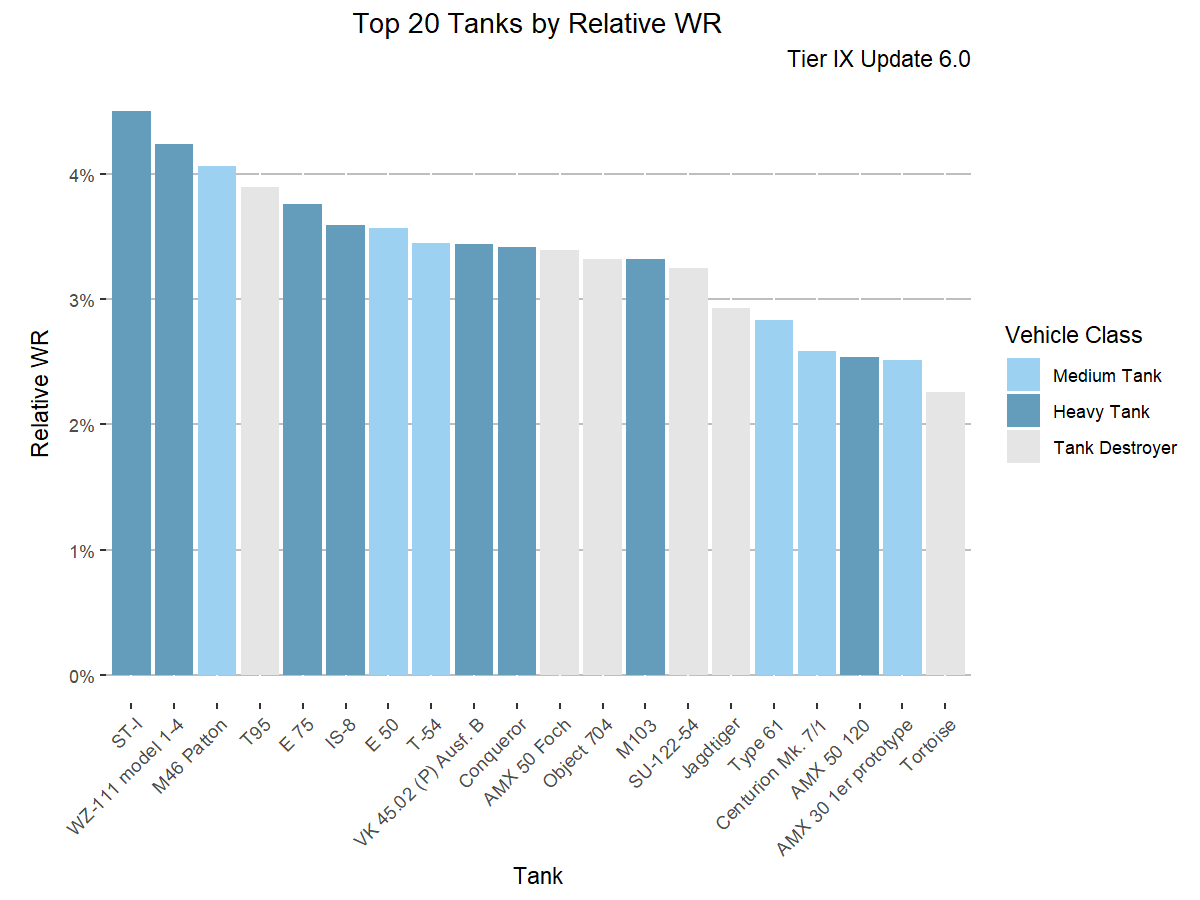 Top 20 Tanks by Relative WR
Tier IX Update 6.0
Relative WR
4%
3%
2%
1%
0%
ST-I
WZ-111 model 1-4
M46 Patton
T95
E 75
IS-8
E 50
T-54
VK 45.02 (P) Ausf. B
Conqueror
AMX 50 Foch
Object 704
M103
SU-122-54
Jagdtiger
Type 61
Centurion Mk. 7/1
AMX 50 120
AMX 30 1er prototype
Tortoise
Tank
Vehicle Class
Medium Tank
Heavy Tank
Tank Destroyer